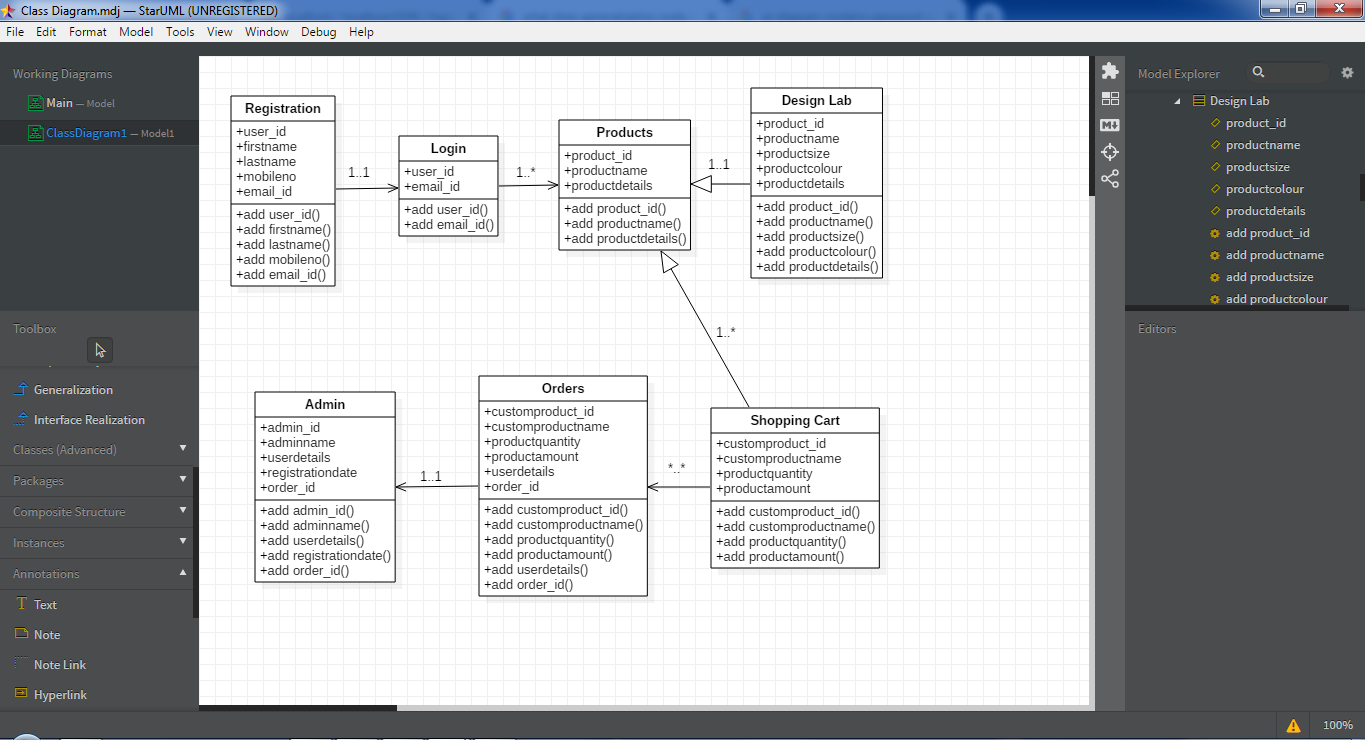 Class Diagram.mdj — StarUML (UNREGISTERED)
File Edit Format Model Tools View Window Debug Help
Working Diagrams
Main — Model
ClassDiagram1 — Model1
Toolbox
Generalization
Interface Realization
Classes (Advanced)
Packages
Composite Structure
Instances
Annotations
Text
Note
Note Link
Hyperlink
Registration
+user_id
+firstname
+lastname
+mobileno
+email_id
+add user_id()
+add firstname()
+add lastname()
+add mobileno()
+add email_id()
1..1
Login
+user_id
+email_id
+add user_id()
+add email_id()
1..*
Products
+product_id
+productname
+productdetails
+add product_id()
+add productname()
+add productdetails()
1..1
Design Lab
+product_id
+productname
+productsize
+productcolour
+productdetails
+add product_id()
+add productname()
+add productsize()
+add productcolour()
+add productdetails()
1..*
Admin
+admin_id
+adminname
+userdetails
+registrationdate
+order_id
+add admin_id()
+add adminname()
+add userdetails()
+add registrationdate()
+add order_id()
1..1
Orders
+customproduct_id
+customproductname
+productquantity
+productamount
+userdetails
+order_id
+add customproduct_id()
+add customproductname()
+add productquantity()
+add productamount()
+add userdetails()
+add order_id()
*..*
Shopping Cart
+customproduct_id
+customproductname
+productquantity
+productamount
+add customproduct_id()
+add customproductname()
+add productquantity()
+add productamount()
M
Model Explorer
Design Lab
product_id
productname
productsize
productcolour
productdetails
add product_id
add productname
add productsize
add productcolour
Editors
100%